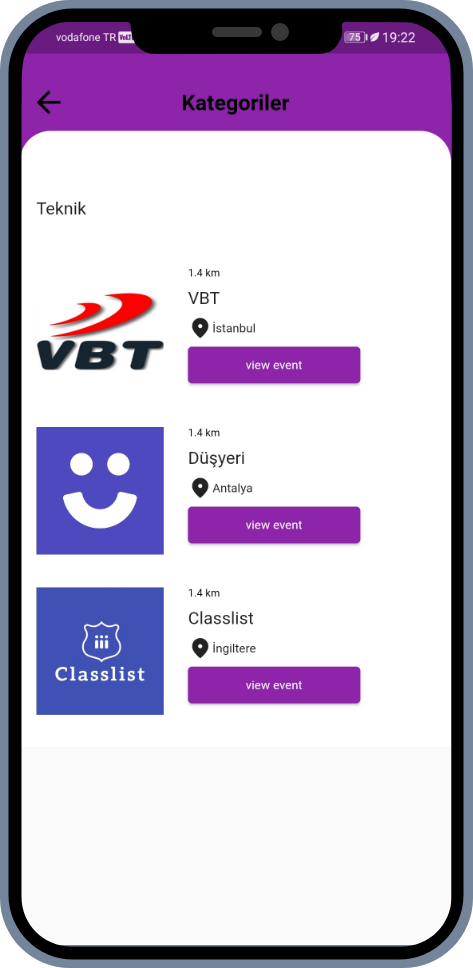 vodafone TR VoLTE
75 19:22
Kategoriler
Teknik
1.4 km
VBT
İstanbul
view event
VBT
1.4 km
Düşyeri
Antalya
view event
1.4 km
Classlist
İngiltere
view event
Classlist